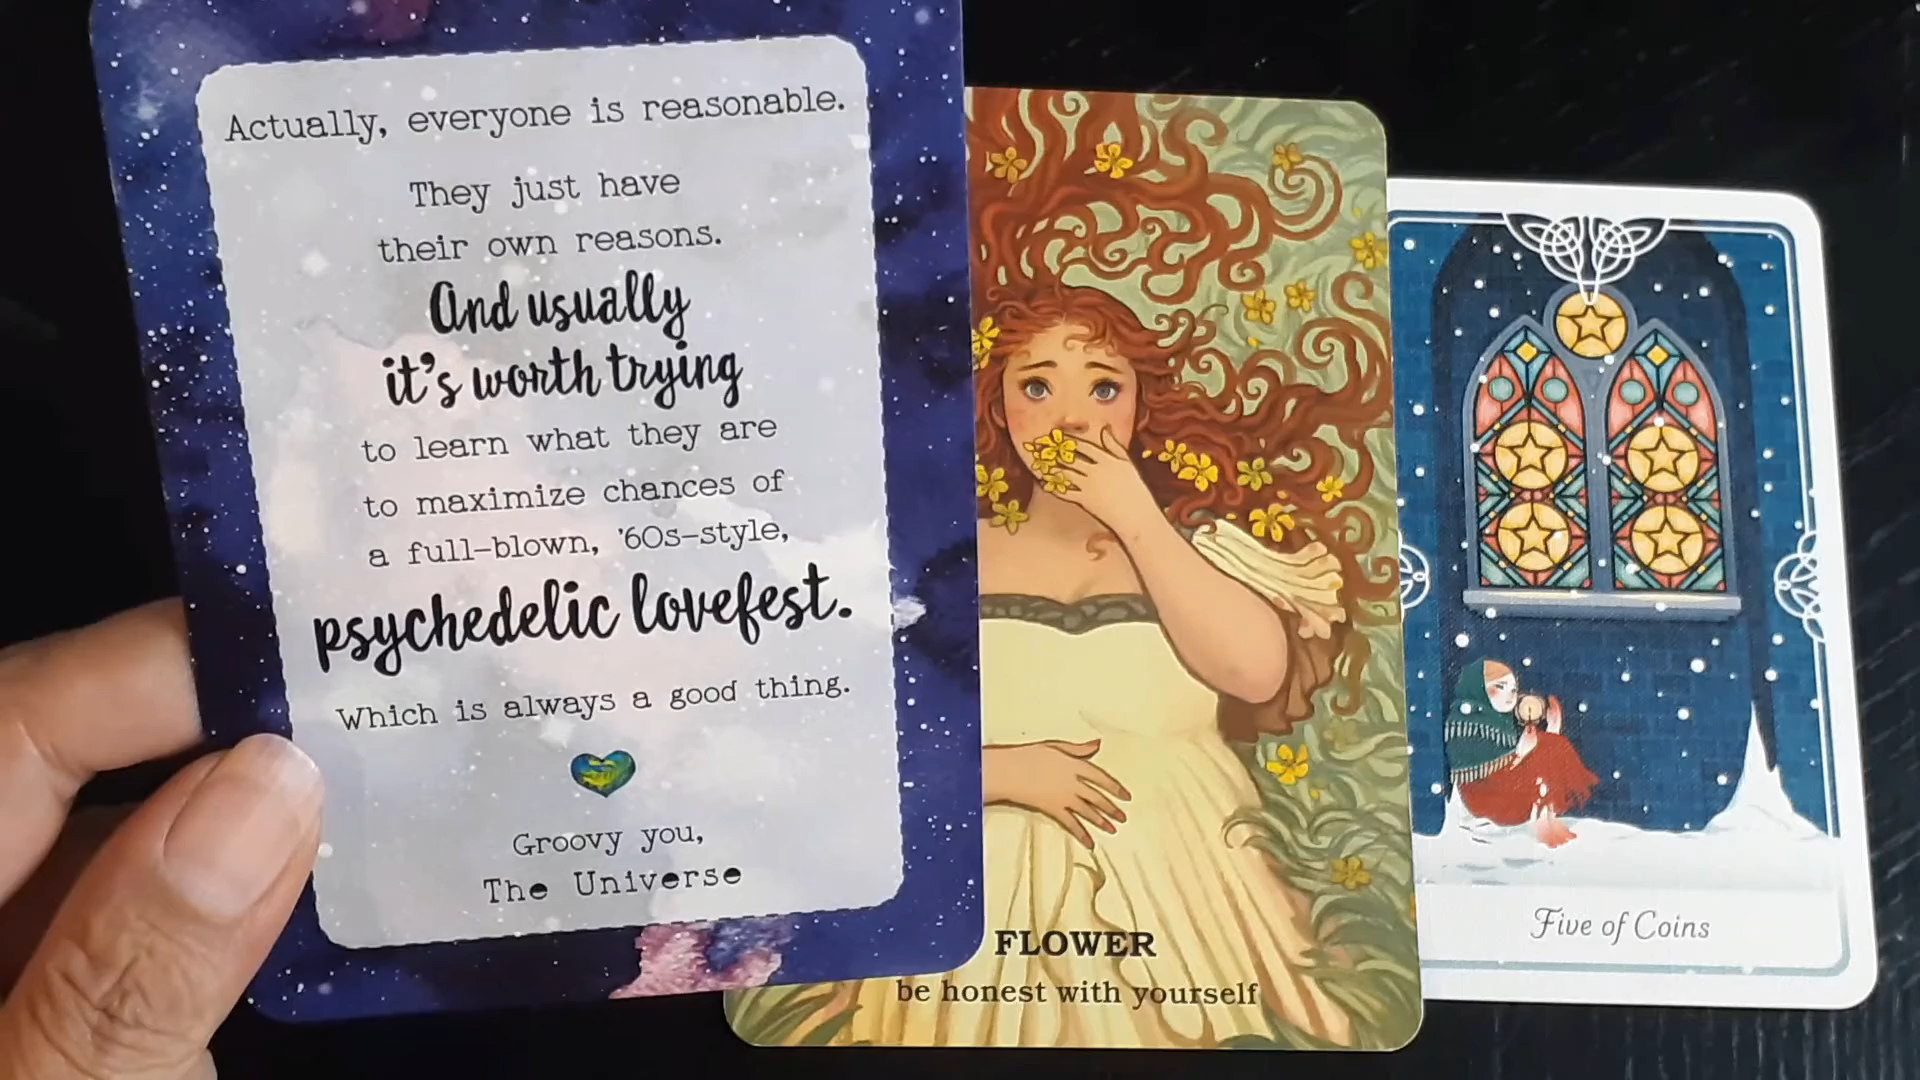 Actually, everyone is reasonable.
They just have
their own reasons.
And usually
it's worth trying
to learn what they are
to maximize chances of
a full-blown, '60s-style,
psychedelic lovefest.
Which is always a good thing.
Groovy you,
The Universe
FLOWER
be honest with yourself
Five of Coins